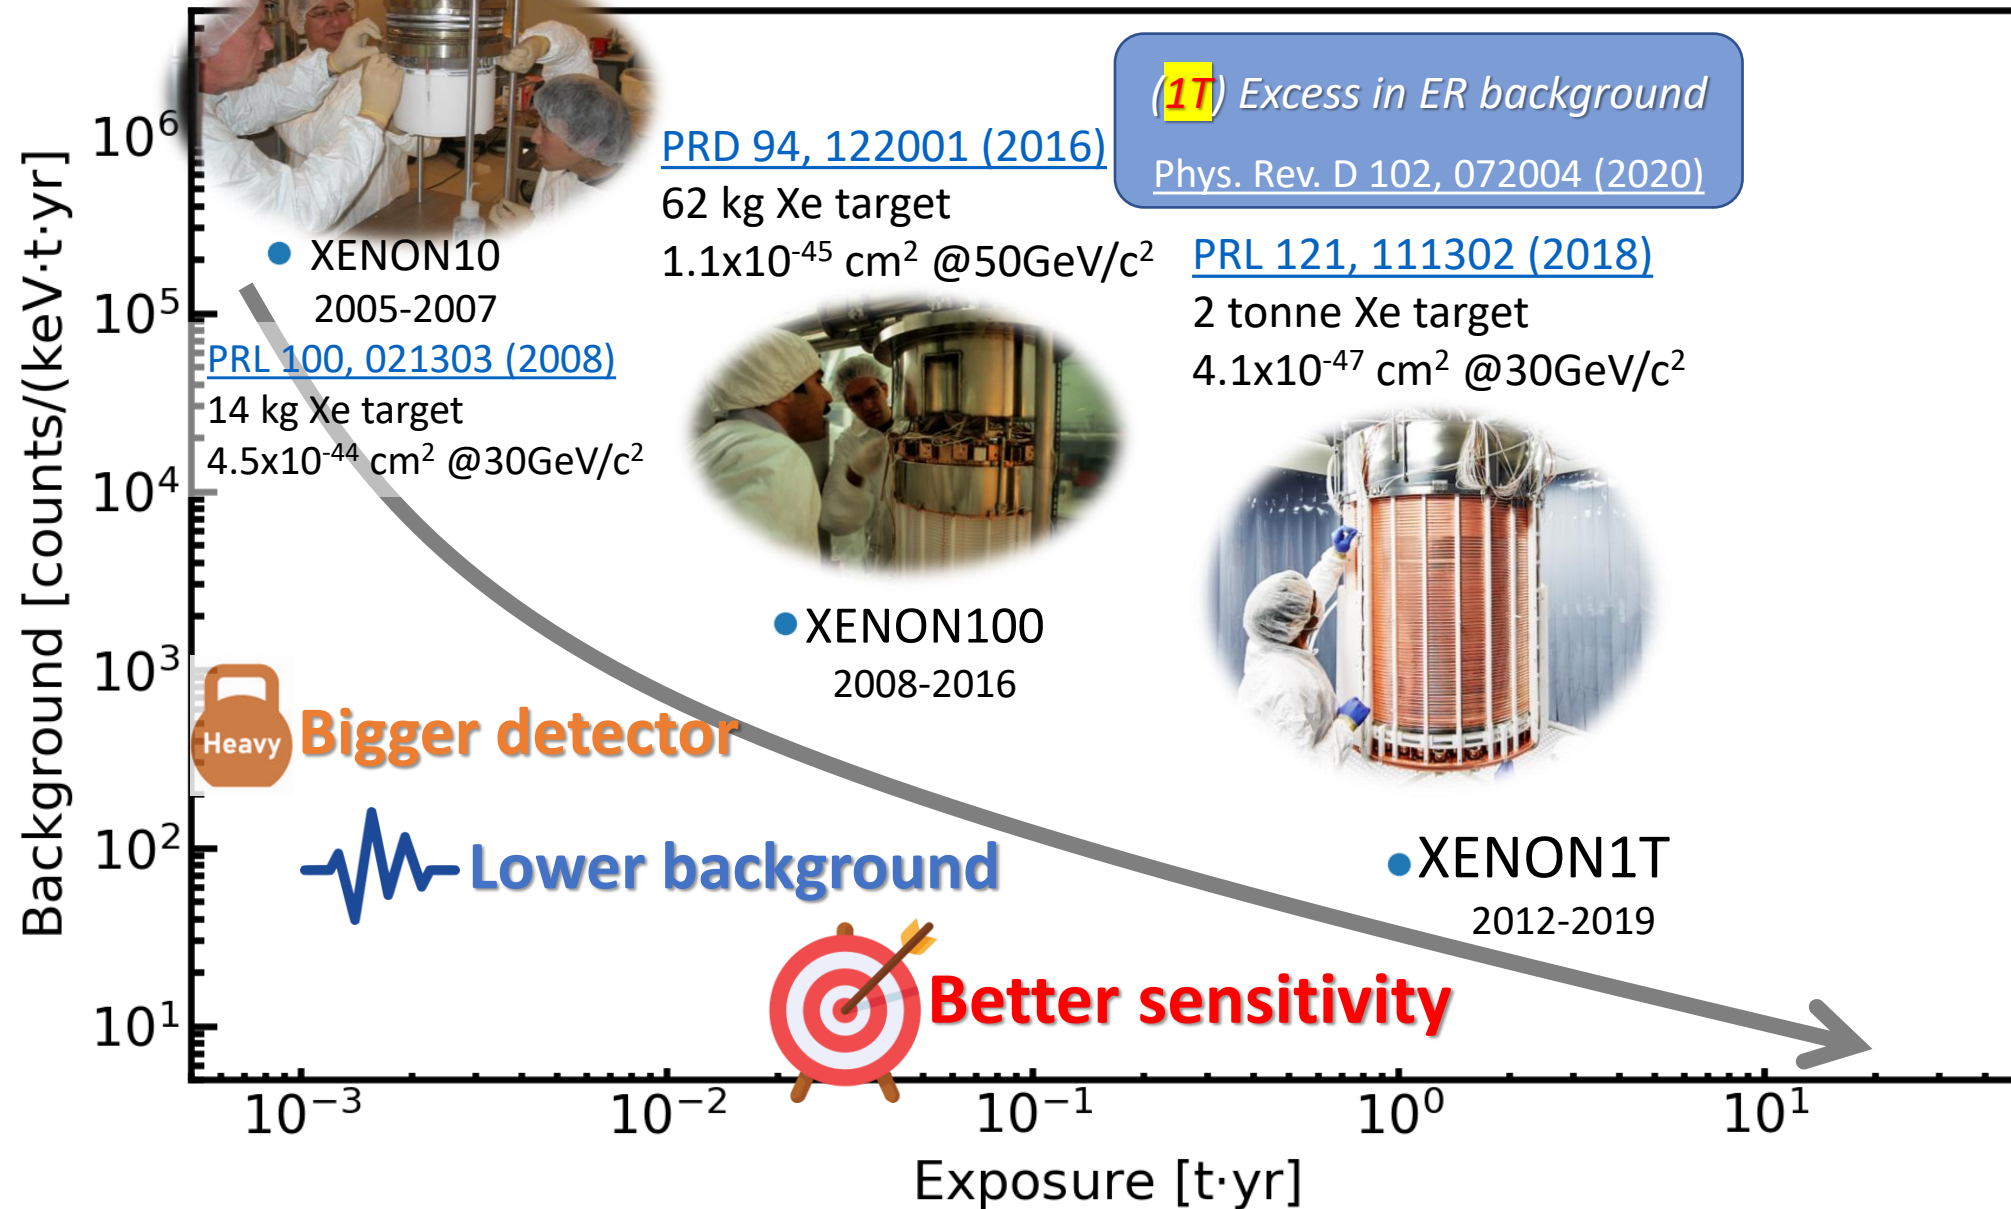 (1T) Excess in ER background
Phys. Rev. D 102, 072004 (2020)
PRD 94, 122001 (2016)
62 kg Xe target
1.1x10⁻⁴⁵ cm² @50GeV/c²
PRL 121, 111302 (2018)
2 tonne Xe target
4.1x10⁻⁴⁷ cm² @30GeV/c²
XENON10
2005-2007
PRL 100, 021303 (2008)
14 kg Xe target
4.5x10⁻⁴⁴ cm² @30GeV/c²
XENON100
2008-2016
Heavy
Bigger detector
Lower background
XENON1T
2012-2019
Better sensitivity
Background [counts/(keV·t·yr)]
10⁶
10⁵
10⁴
10³
10²
10¹
10⁻³ 10⁻² 10⁻¹ 10⁰ 10¹
Exposure [t·yr]